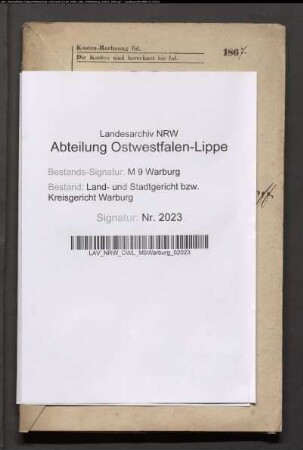 Kosten-Rechnung fol.
Die Kosten sind berechnet bis fol.
1867.
Landesarchiv NRW
Abteilung Ostwestfalen-Lippe
Bestands-Signatur: M 9 Warburg
Bestand: Land- und Stadtgericht bzw.
Kreisgericht Warburg
Signatur: Nr. 2023
LAV_NRW_OWL_M9Warburg_02023